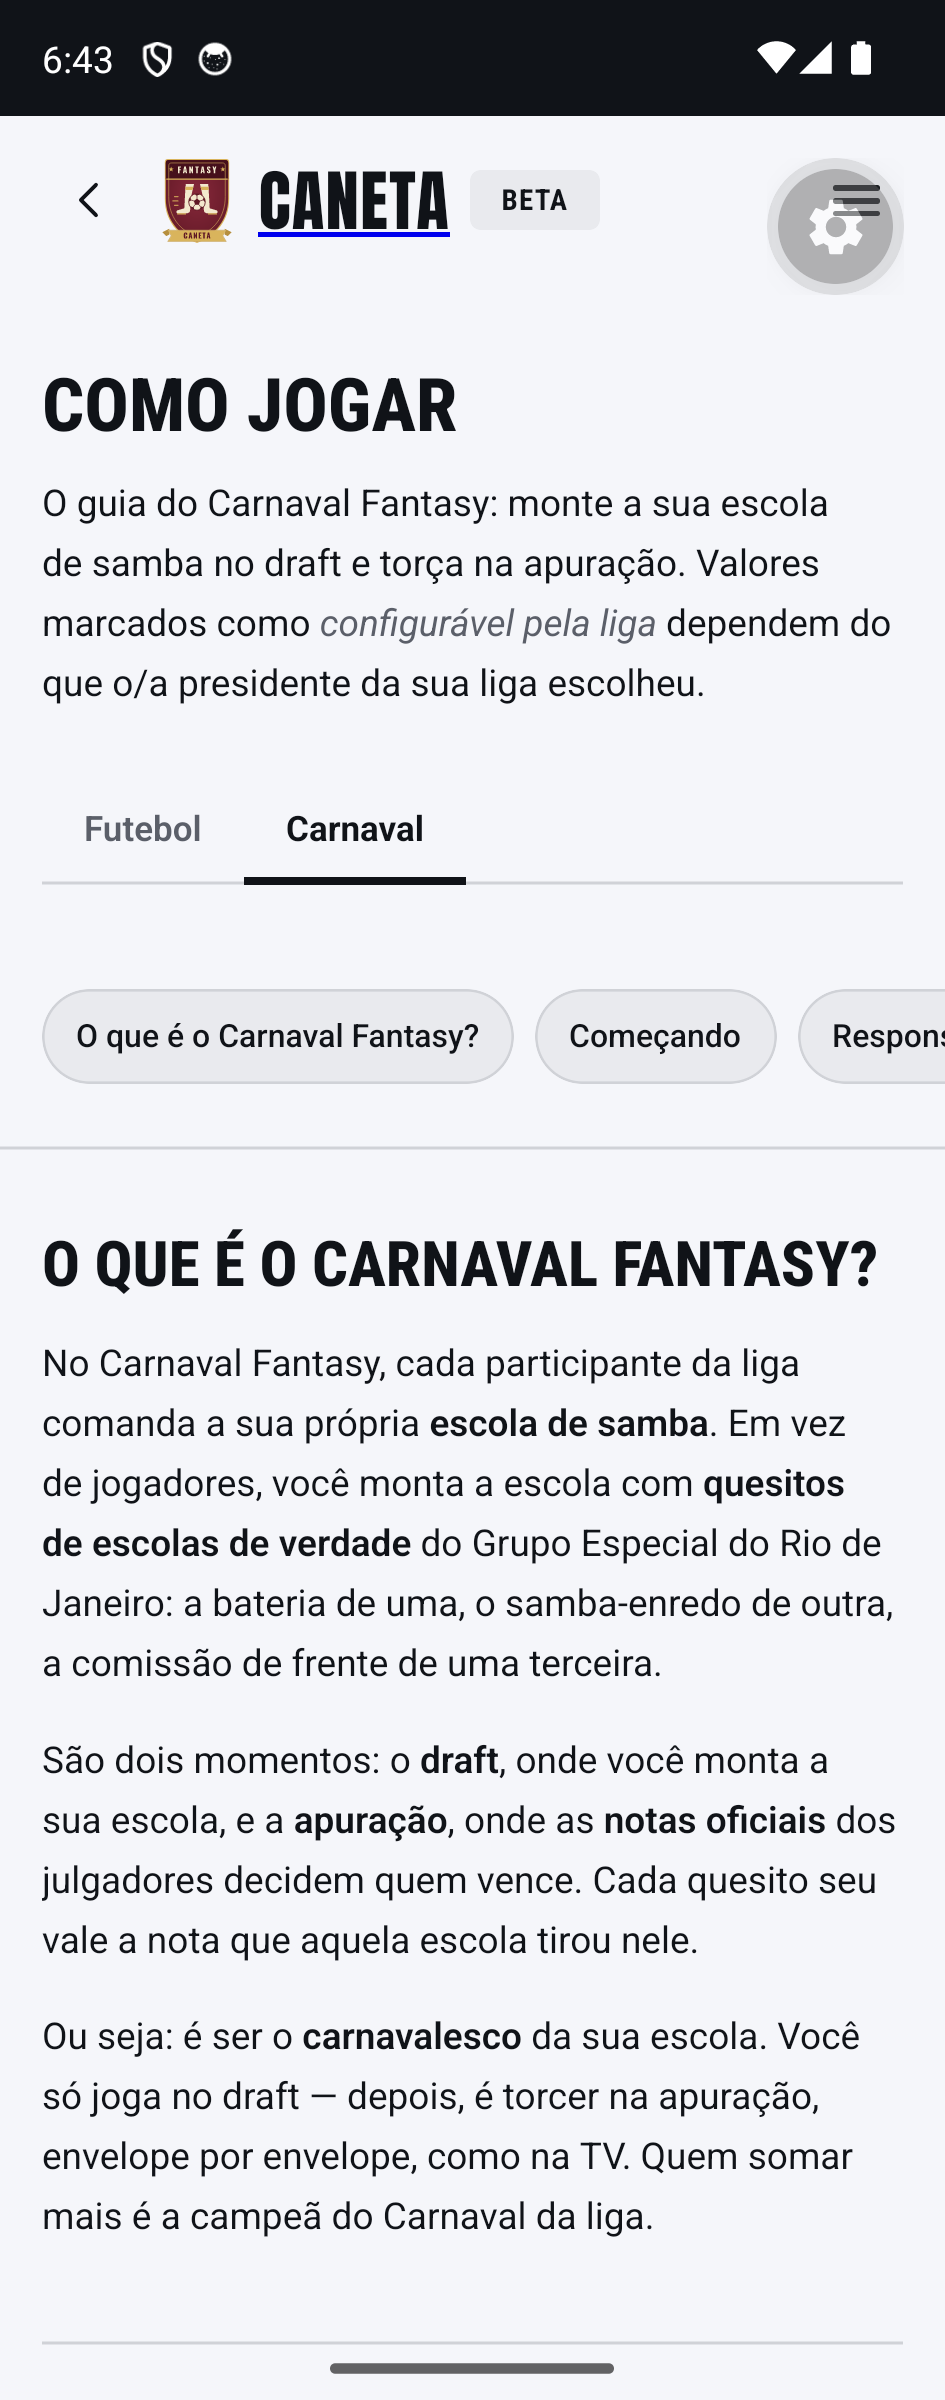 6:43
FANTASY
CANETA
CANETA
BETA
COMO JOGAR
O guia do Carnaval Fantasy: monte a sua escola
de samba no draft e torça na apuração. Valores
marcados como configurável pela liga dependem do
que o/a presidente da sua liga escolheu.
Futebol
Carnaval
O que é o Carnaval Fantasy?
Começando
Respons
O QUE É O CARNAVAL FANTASY?
No Carnaval Fantasy, cada participante da liga
comanda a sua própria escola de samba. Em vez
de jogadores, você monta a escola com quesitos
de escolas de verdade do Grupo Especial do Rio de
Janeiro: a bateria de uma, o samba-enredo de outra,
a comissão de frente de uma terceira.
São dois momentos: o draft, onde você monta a
sua escola, e a apuração, onde as notas oficiais dos
julgadores decidem quem vence. Cada quesito seu
vale a nota que aquela escola tirou nele.
Ou seja: é ser o carnavalesco da sua escola. Você
só joga no draft — depois, é torcer na apuração,
envelope por envelope, como na TV. Quem somar
mais é a campeã do Carnaval da liga.